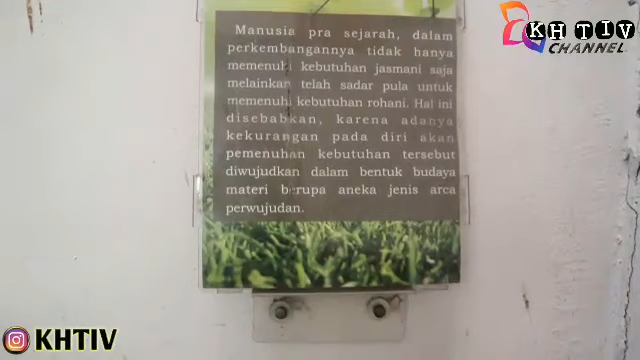 KH TIV
CHANNEL
Manusia pra sejarah, dalam
perkembangannya tidak hanya
memenuhi kebutuhan jasmani saja
melainkan telah sadar pula untuk
memenuhi kebutuhan rohani. Hal ini
disebabkan, karena adanya
kekurangan pada diri akan
pemenuhan kebutuhan tersebut
diwujudkan dalam bentuk budaya
materi berupa aneka jenis arca
perwujudan.
KHTIV